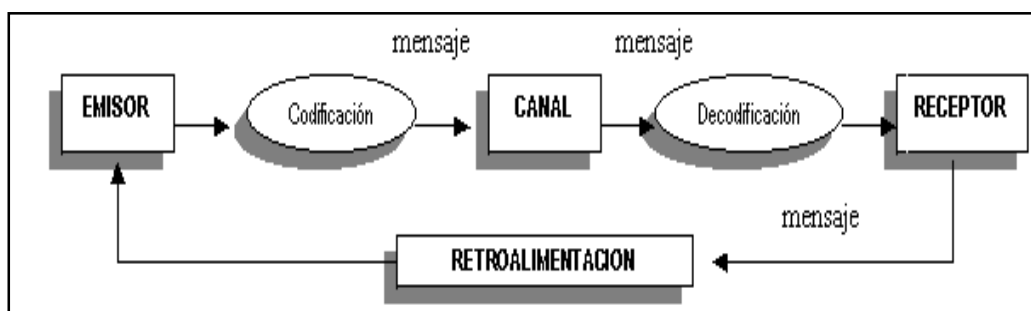 mensaje mensaje
EMISOR Codificación CANAL Decodificación RECEPTOR
mensaje
RETROALIMENTACION